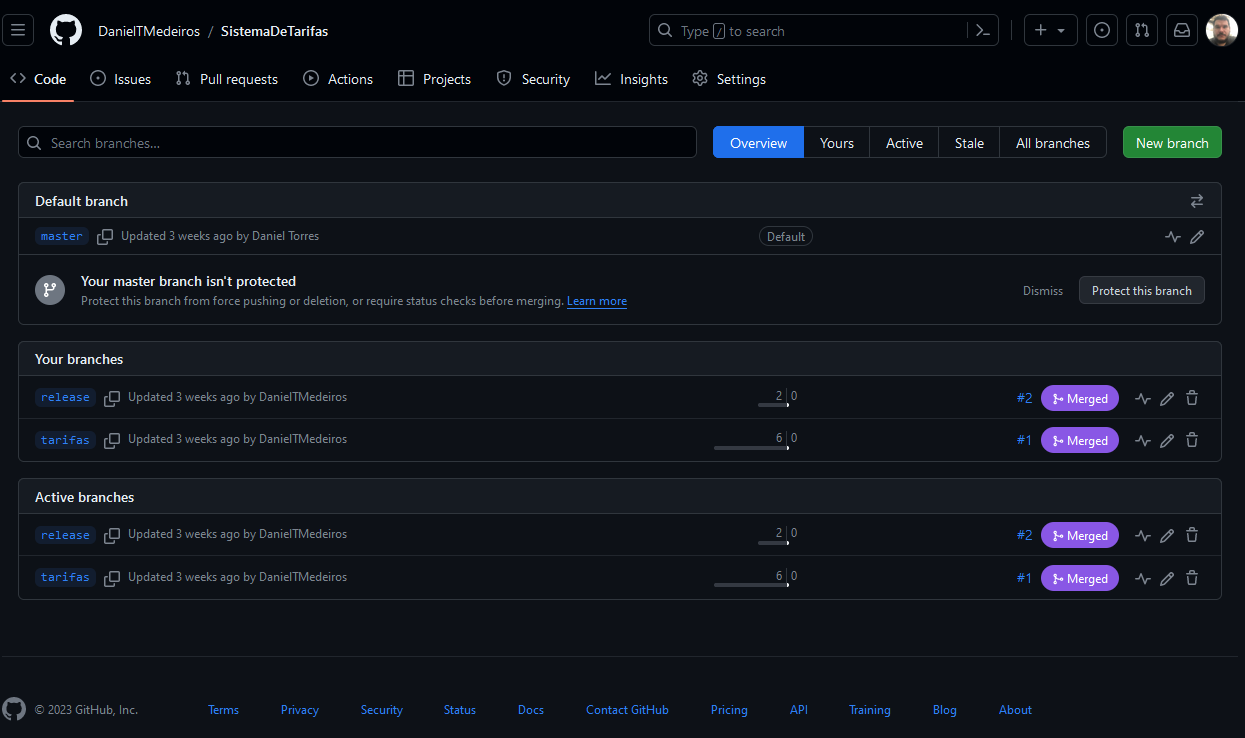 DanielTMedeiros / SistemaDeTarifas
Type / to search
Code Issues Pull requests Actions Projects Security Insights Settings
Search branches...
Overview Yours Active Stale All branches New branch
Default branch
master Updated 3 weeks ago by Daniel Torres Default
Your master branch isn't protected
Protect this branch from force pushing or deletion, or require status checks before merging. Learn more
Dismiss Protect this branch
Your branches
release Updated 3 weeks ago by DanielTMedeiros 2 0 #2 Merged
tarifas Updated 3 weeks ago by DanielTMedeiros 6 0 #1 Merged
Active branches
release Updated 3 weeks ago by DanielTMedeiros 2 0 #2 Merged
tarifas Updated 3 weeks ago by DanielTMedeiros 6 0 #1 Merged
© 2023 GitHub, Inc. Terms Privacy Security Status Docs Contact GitHub Pricing API Training Blog About